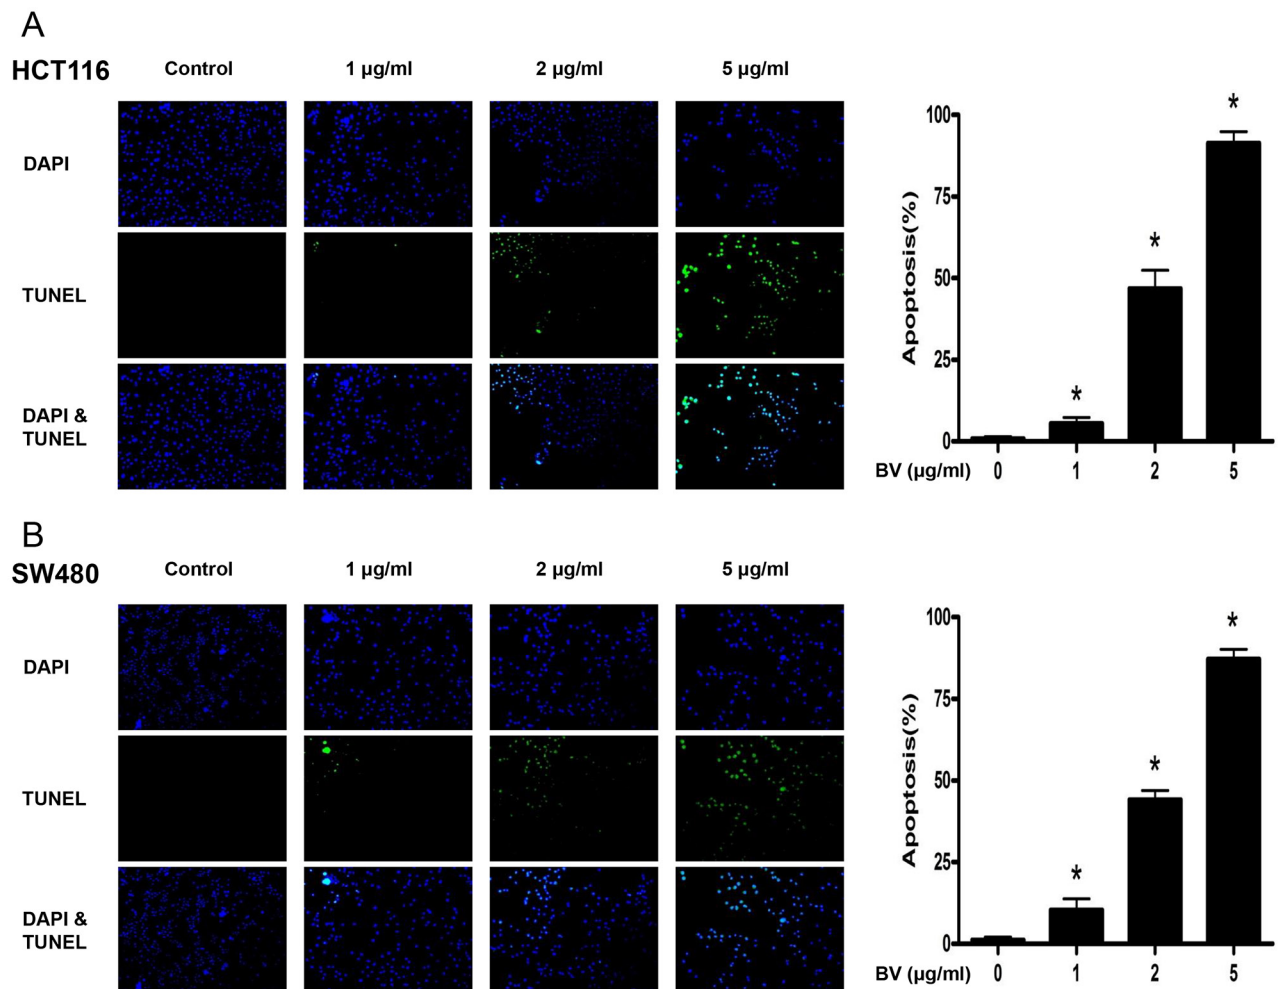 A
HCT116
Control
1 µg/ml
2 µg/ml
5 µg/ml
DAPI
TUNEL
DAPI &
TUNEL
Apoptosis(%)
100
75
50
25
0
*
*
*
BV (µg/ml)
0
1
2
5
B
SW480
Control
1 µg/ml
2 µg/ml
5 µg/ml
DAPI
TUNEL
DAPI &
TUNEL
Apoptosis(%)
100
75
50
25
0
*
*
*
BV (µg/ml)
0
1
2
5